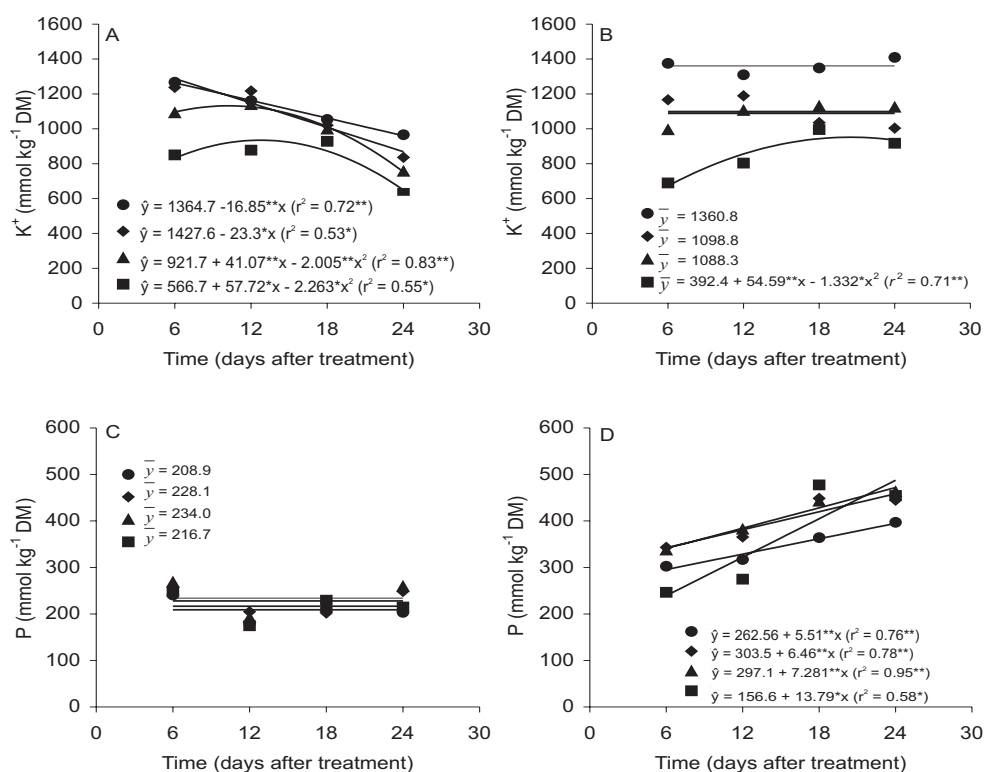 A
K+ (mmol kg-1 DM)
1600
1400
1200
1000
800
600
400
200
0
ŷ = 1364.7 -16.85**x (r² = 0.72**)
ŷ = 1427.6 - 23.3*x (r² = 0.53*)
ŷ = 921.7 + 41.07**x - 2.005**x² (r² = 0.83**)
ŷ = 566.7 + 57.72*x - 2.263*x² (r² = 0.55*)
0 6 12 18 24 30
Time (days after treatment)
B
K+ (mmol kg-1 DM)
1600
1400
1200
1000
800
600
400
200
0
y̅ = 1360.8
y̅ = 1098.8
y̅ = 1088.3
y̅ = 392.4 + 54.59**x - 1.332*x² (r² = 0.71**)
0 6 12 18 24 30
Time (days after treatment)
C
P (mmol kg-1 DM)
600
500
400
300
200
100
0
y̅ = 208.9
y̅ = 228.1
y̅ = 234.0
y̅ = 216.7
0 6 12 18 24 30
Time (days after treatment)
D
P (mmol kg-1 DM)
600
500
400
300
200
100
0
ŷ = 262.56 + 5.51**x (r² = 0.76**)
ŷ = 303.5 + 6.46**x (r² = 0.78**)
ŷ = 297.1 + 7.281**x (r² = 0.95**)
ŷ = 156.6 + 13.79*x (r² = 0.58*)
0 6 12 18 24 30
Time (days after treatment)